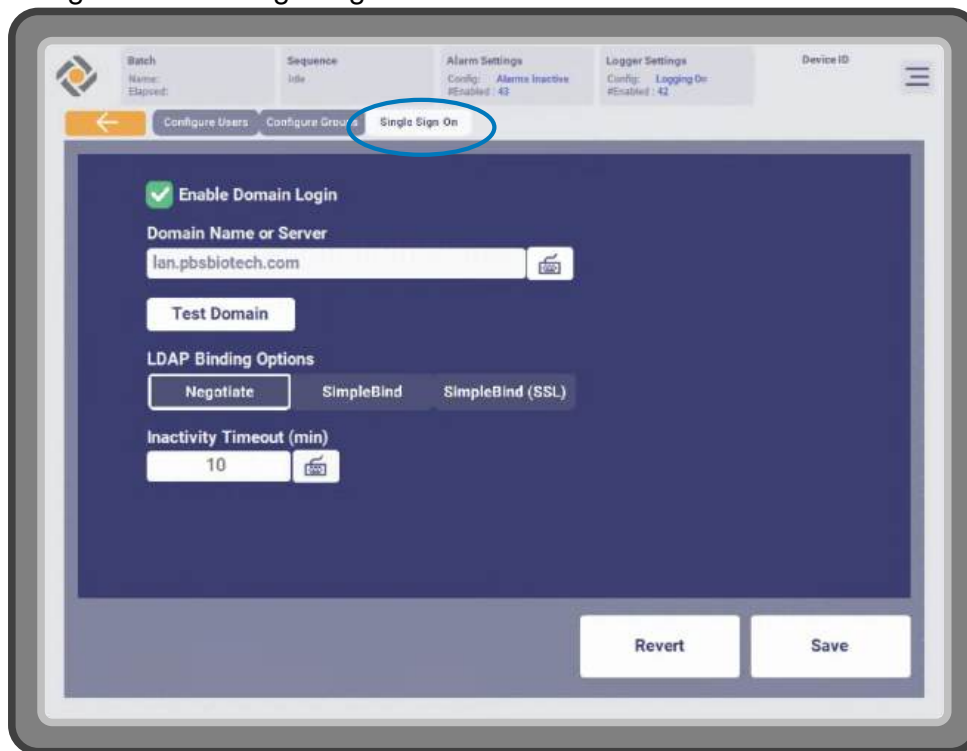 Batch
Name:
Elapsed:
Sequence
Idle
Alarm Settings
Config: Alarms Inactive
#Enabled : 43
Logger Settings
Config: Logging On
#Enabled : 42
Device ID
Configure Users Configure Groups Single Sign On
Enable Domain Login
Domain Name or Server
lan.pbsbiotech.com
Test Domain
LDAP Binding Options
Negotiate SimpleBind SimpleBind (SSL)
Inactivity Timeout (min)
10
Revert Save